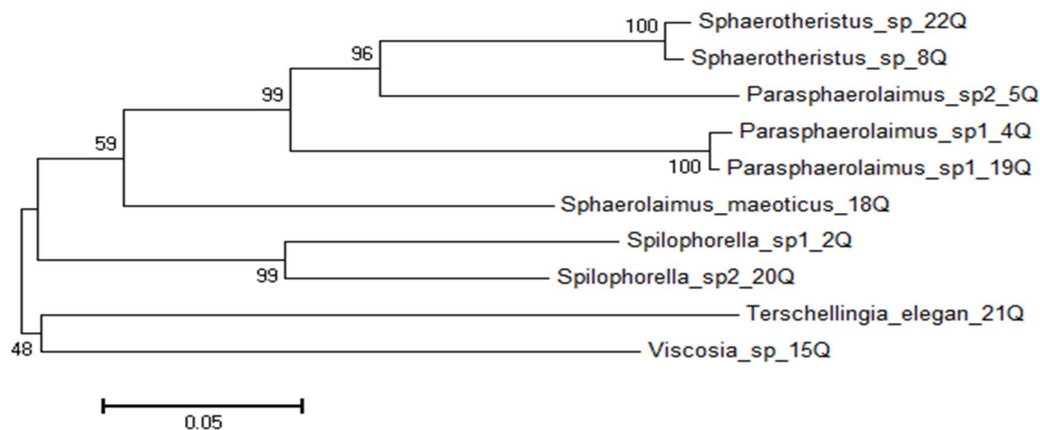 100
Sphaerotheristus_sp_22Q
Sphaerotheristus_sp_8Q
96
Parasphaerolaimus_sp2_5Q
99
Parasphaerolaimus_sp1_4Q
100
Parasphaerolaimus_sp1_19Q
59
Sphaerolaimus_maeoticus_18Q
Spilophorella_sp1_2Q
99
Spilophorella_sp2_20Q
Terschellingia_elegan_21Q
48
Viscosia_sp_15Q
0.05